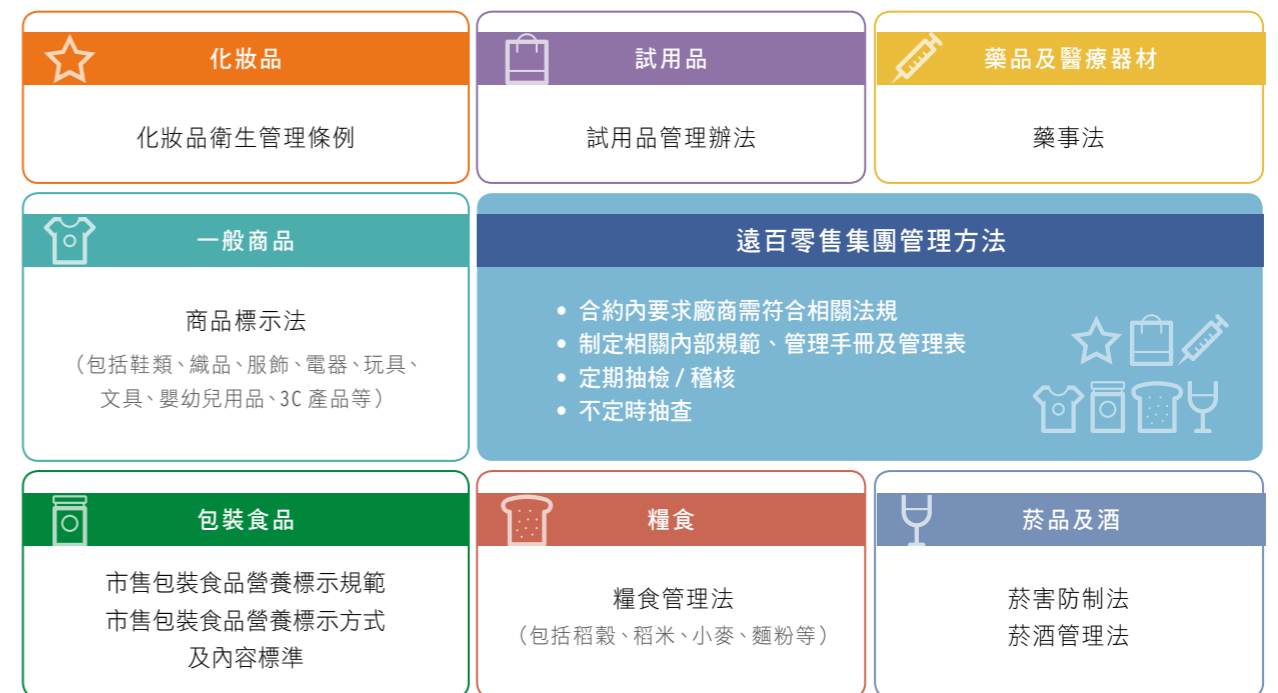 化妝品
化妝品衛生管理條例
試用品
試用品管理辦法
藥品及醫療器材
藥事法
一般商品
商品標示法
（包括鞋類、織品、服飾、電器、玩具、
文具、嬰幼兒用品、3C 產品等）
遠百零售集團管理方法
• 合約內要求廠商需符合相關法規
• 制定相關內部規範、管理手冊及管理表
• 定期抽檢 / 稽核
• 不定時抽查
包裝食品
市售包裝食品營養標示規範
市售包裝食品營養標示方式
及內容標準
糧食
糧食管理法
（包括稻穀、稻米、小麥、麵粉等）
菸品及酒
菸害防制法
菸酒管理法